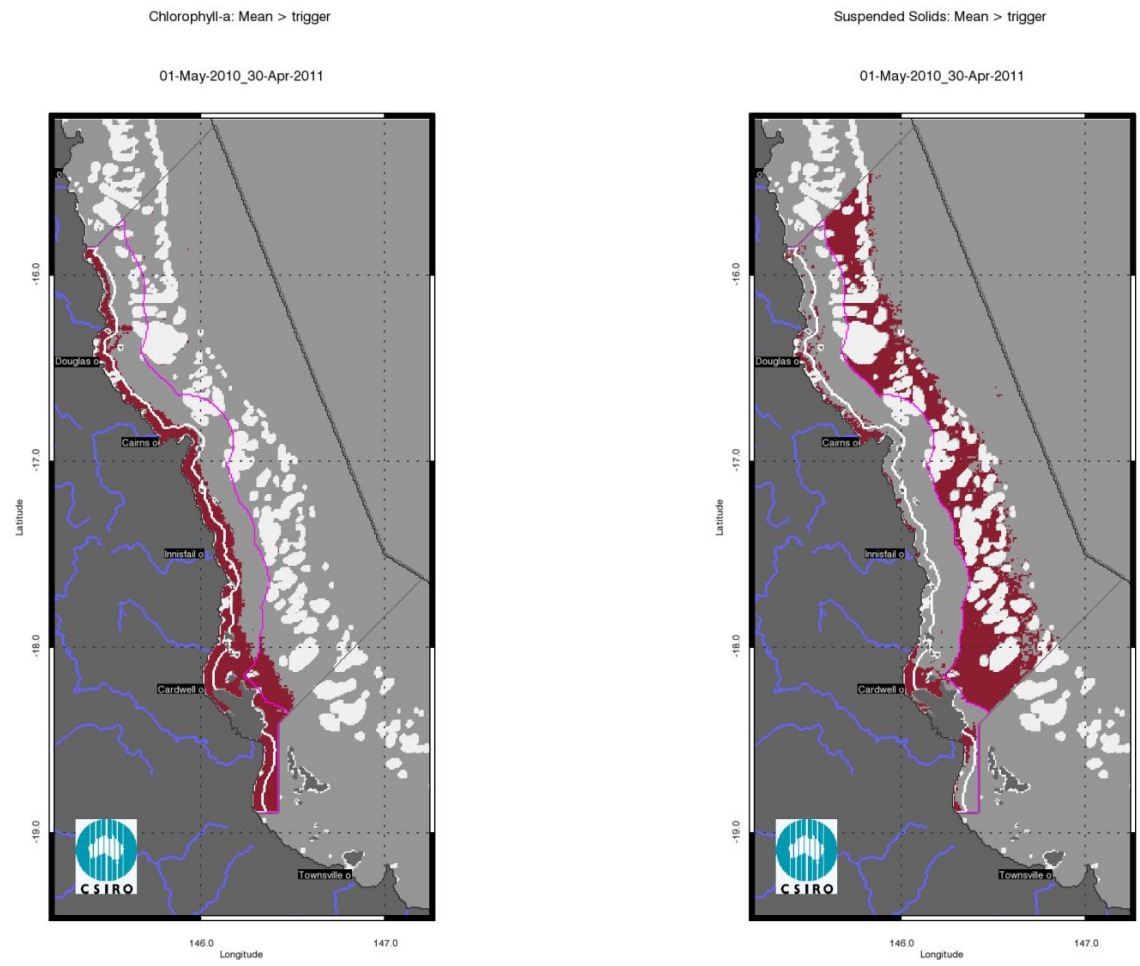 Chlorophyll-a: Mean > trigger
01-May-2010_30-Apr-2011
o
-16.0
Douglas o
Cairns o
-17.0
Latitude
Innisfail o
-18.0
Cardwell o
-19.0
CSIRO
Townsville o
146.0
147.0
Longitude
Suspended Solids: Mean > trigger
01-May-2010_30-Apr-2011
o
-16.0
Douglas o
Cairns o
-17.0
Latitude
Innisfail o
-18.0
Cardwell o
-19.0
CSIRO
Townsville o
146.0
147.0
Longitude